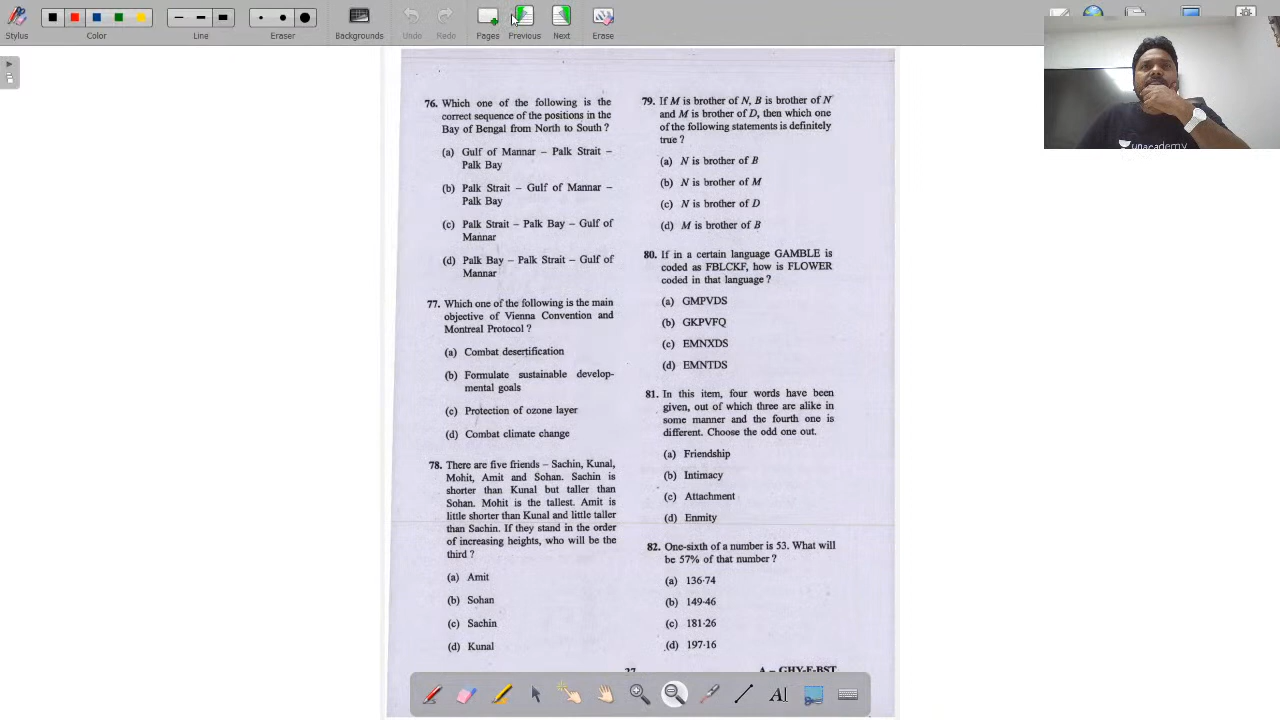 Stylus
Color
Line
Eraser
Backgrounds
Undo
Redo
Pages
Previous
Next
Erase
unacademy
76. Which one of the following is the
correct sequence of the positions in the
Bay of Bengal from North to South ?
(a) Gulf of Mannar – Palk Strait –
Palk Bay
(b) Palk Strait – Gulf of Mannar –
Palk Bay
(c) Palk Strait – Palk Bay – Gulf of
Mannar
(d) Palk Bay – Palk Strait – Gulf of
Mannar
77. Which one of the following is the main
objective of Vienna Convention and
Montreal Protocol ?
(a) Combat desertification
(b) Formulate sustainable develop-
mental goals
(c) Protection of ozone layer
(d) Combat climate change
78. There are five friends – Sachin, Kunal,
Mohit, Amit and Sohan. Sachin is
shorter than Kunal but taller than
Sohan. Mohit is the tallest. Amit is
little shorter than Kunal and little taller
than Sachin. If they stand in the order
of increasing heights, who will be the
third ?
(a) Amit
(b) Sohan
(c) Sachin
(d) Kunal
79. If M is brother of N, B is brother of N
and M is brother of D, then which one
of the following statements is definitely
true ?
(a) N is brother of B
(b) N is brother of M
(c) N is brother of D
(d) M is brother of B
80. If in a certain language GAMBLE is
coded as FBLCKF, how is FLOWER
coded in that language ?
(a) GMPVDS
(b) GKPVFQ
(c) EMNXDS
(d) EMNTDS
81. In this item, four words have been
given, out of which three are alike in
some manner and the fourth one is
different. Choose the odd one out.
(a) Friendship
(b) Intimacy
(c) Attachment
(d) Enmity
82. One-sixth of a number is 53. What will
be 57% of that number ?
(a) 136·74
(b) 149·46
(c) 181·26
(d) 197·16
27
A – GHY-F-BST
AI